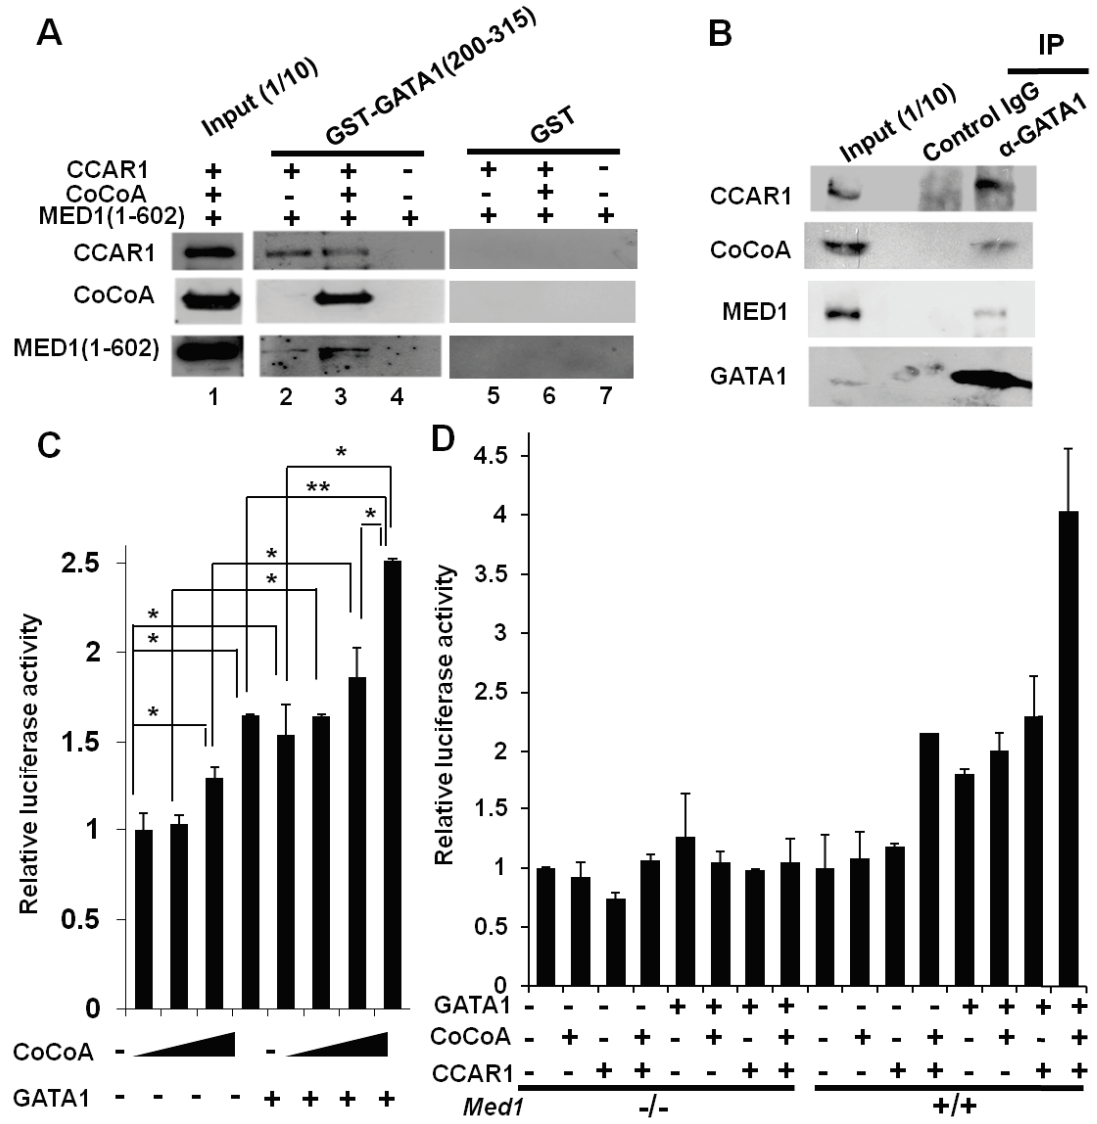 A
Input (1/10)
GST-GATA1(200-315)
GST
CCAR1 + + + - + + -
CoCoA + - + - + 
MED1(1-602) + + + + + + +
CCAR1
CoCoA
MED1(1-602)
1 2 3 4 5 6 7
B
IP
Input (1/10)
Control IgG
α-GATA1
CCAR1
CoCoA
MED1
GATA1
C
Relative luciferase activity
2.5
2
1.5
1
0.5
0
*
**
*
*
*
*
*
*
CoCoA - -
GATA1 - - - - + + + +
D
Relative luciferase activity
4.5
4
3.5
3
2.5
2
1.5
1
0.5
0
GATA1 - - - - + + + + - - - - + + + +
CoCoA - + - + - + - + - + - + - + - +
CCAR1 - - + + - - + + - - + + - - + +
Med1 -/- +/+